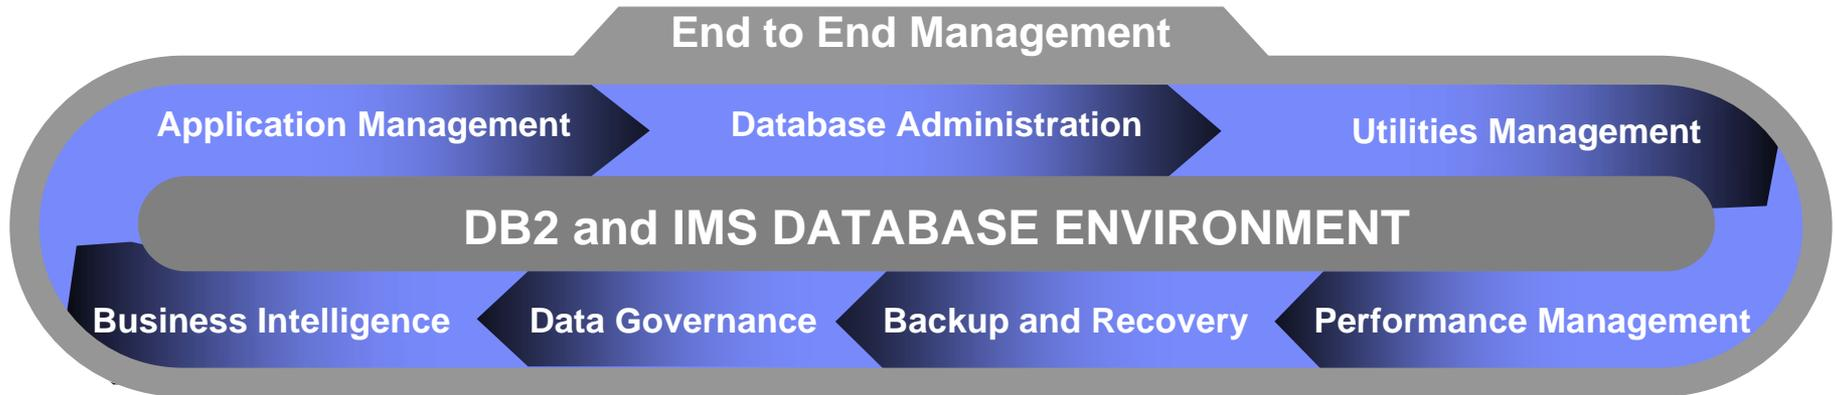 End to End Management
Application Management
Database Administration
Utilities Management
DB2 and IMS DATABASE ENVIRONMENT
Business Intelligence
Data Governance
Backup and Recovery
Performance Management